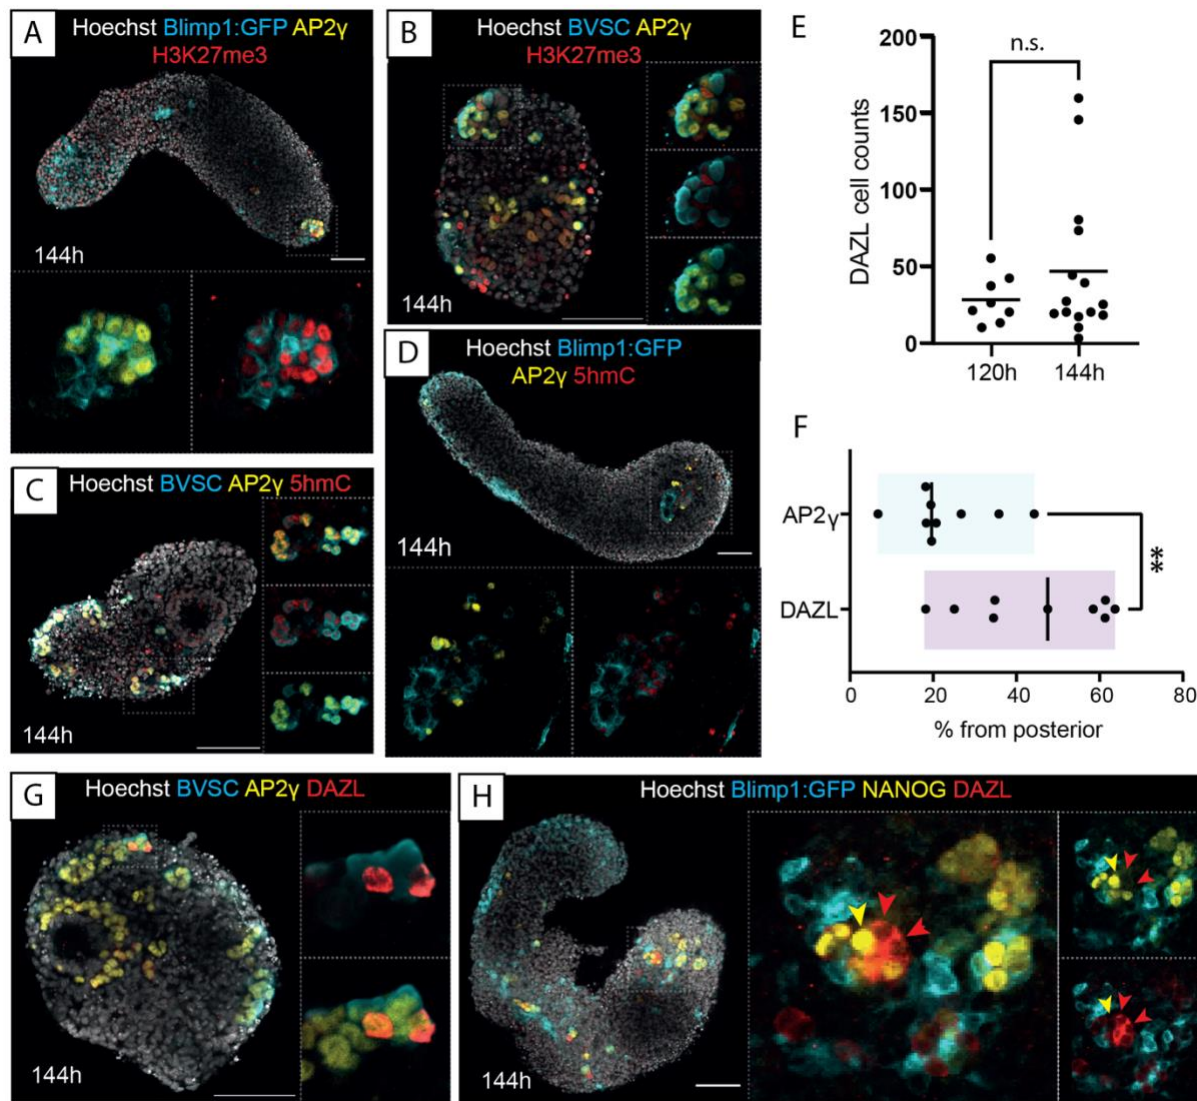 A
Hoechst Blimp1:GFP AP2γ
H3K27me3
144h
B
Hoechst BVSC AP2γ
H3K27me3
144h
C
Hoechst BVSC AP2γ 5hmC
144h
D
Hoechst Blimp1:GFP
AP2γ 5hmC
144h
E
n.s.
DAZL cell counts
200
150
100
50
0
120h 144h
F
AP2γ
DAZL
**
0 20 40 60 80
% from posterior
G
Hoechst BVSC AP2γ DAZL
144h
H
Hoechst Blimp1:GFP NANOG DAZL
144h